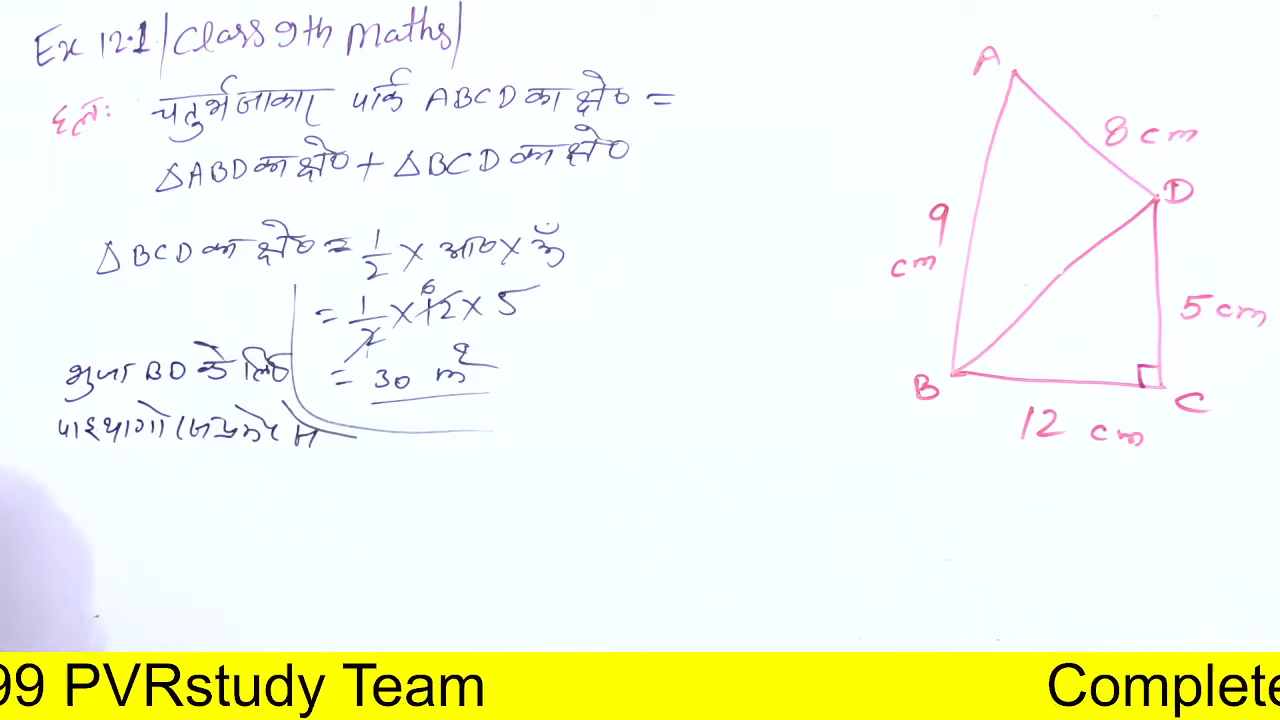 Ex 12.1 | Class 9th Maths |
हल: चतुर्भुजाकार पार्क ABCD का क्षे० =
△ABD का क्षे० + △BCD का क्षे०
△BCD का क्षे० = 1/2 × आ० × ऊँ
= 1/2 × 12 × 5
6
= 30 m²
भुजा BD के लिए
पाइथागोरस प्रमेय से
A
8 cm
D
9
cm
5 cm
B
C
12 cm
99 PVRstudy Team
Complete